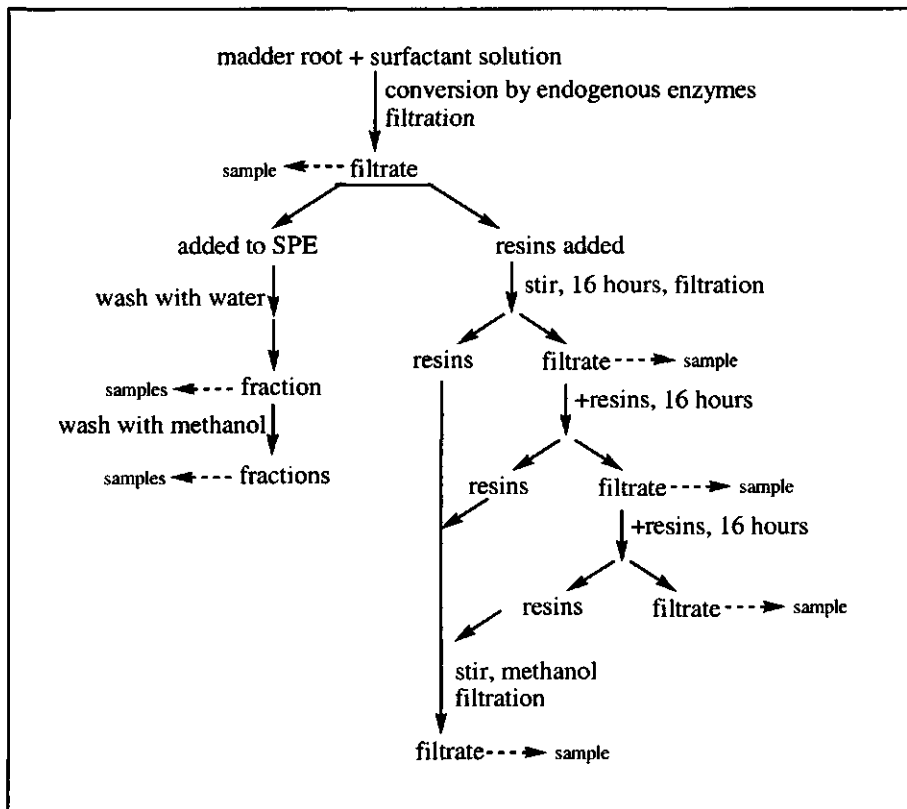 madder root + surfactant solution
conversion by endogenous enzymes
filtration
sample
filtrate
added to SPE
resins added
wash with water
stir, 16 hours, filtration
resins
filtrate
sample
samples
fraction
+resins, 16 hours
wash with methanol
samples
fractions
resins
filtrate
sample
+resins, 16 hours
resins
filtrate
sample
stir, methanol
filtration
filtrate
sample